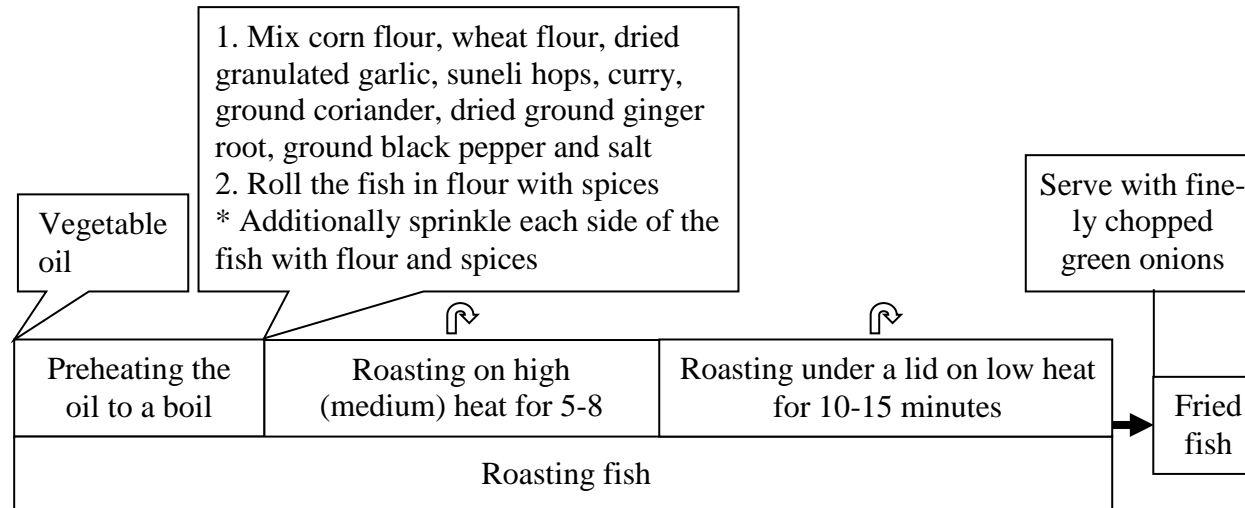 1. Mix corn flour, wheat flour, dried
granulated garlic, suneli hops, curry,
ground coriander, dried ground ginger
root, ground black pepper and salt
2. Roll the fish in flour with spices
* Additionally sprinkle each side of the
fish with flour and spices
Vegetable
oil
Serve with fine-
ly chopped
green onions
Preheating the
oil to a boil
Roasting on high
(medium) heat for 5-8
Roasting under a lid on low heat
for 10-15 minutes
Fried
fish
Roasting fish